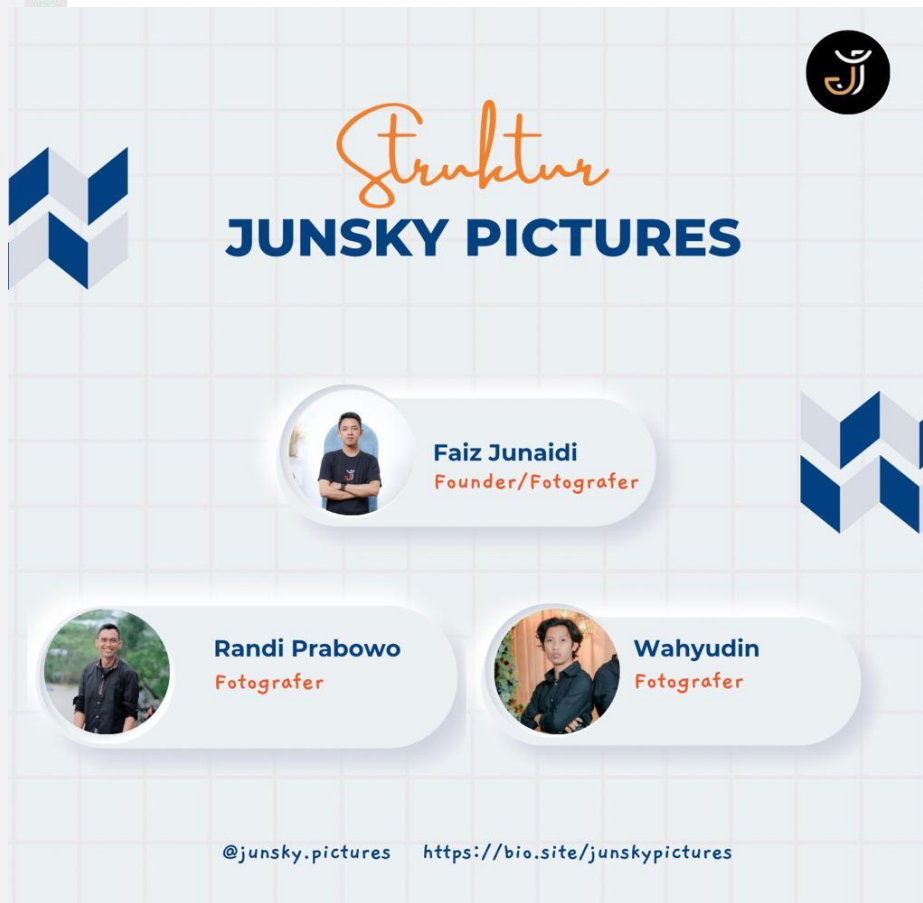 Struktur
JUNSKY PICTURES
Faiz Junaidi
Founder/Fotografer
Randi Prabowo
Fotografer
Wahyudin
Fotografer
@junsky.pictures https://bio.site/junskypictures